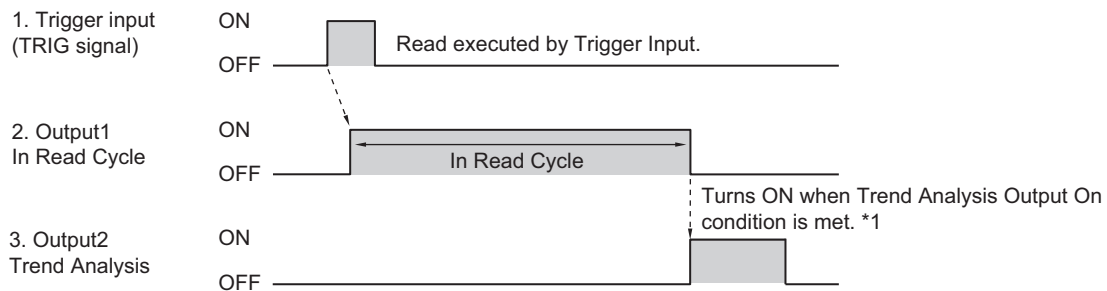 1. Trigger input
(TRIG signal)
ON
OFF
Read executed by Trigger Input.
2. Output1
In Read Cycle
ON
OFF
In Read Cycle
Turns ON when Trend Analysis Output On
condition is met. *1
3. Output2
Trend Analysis
ON
OFF